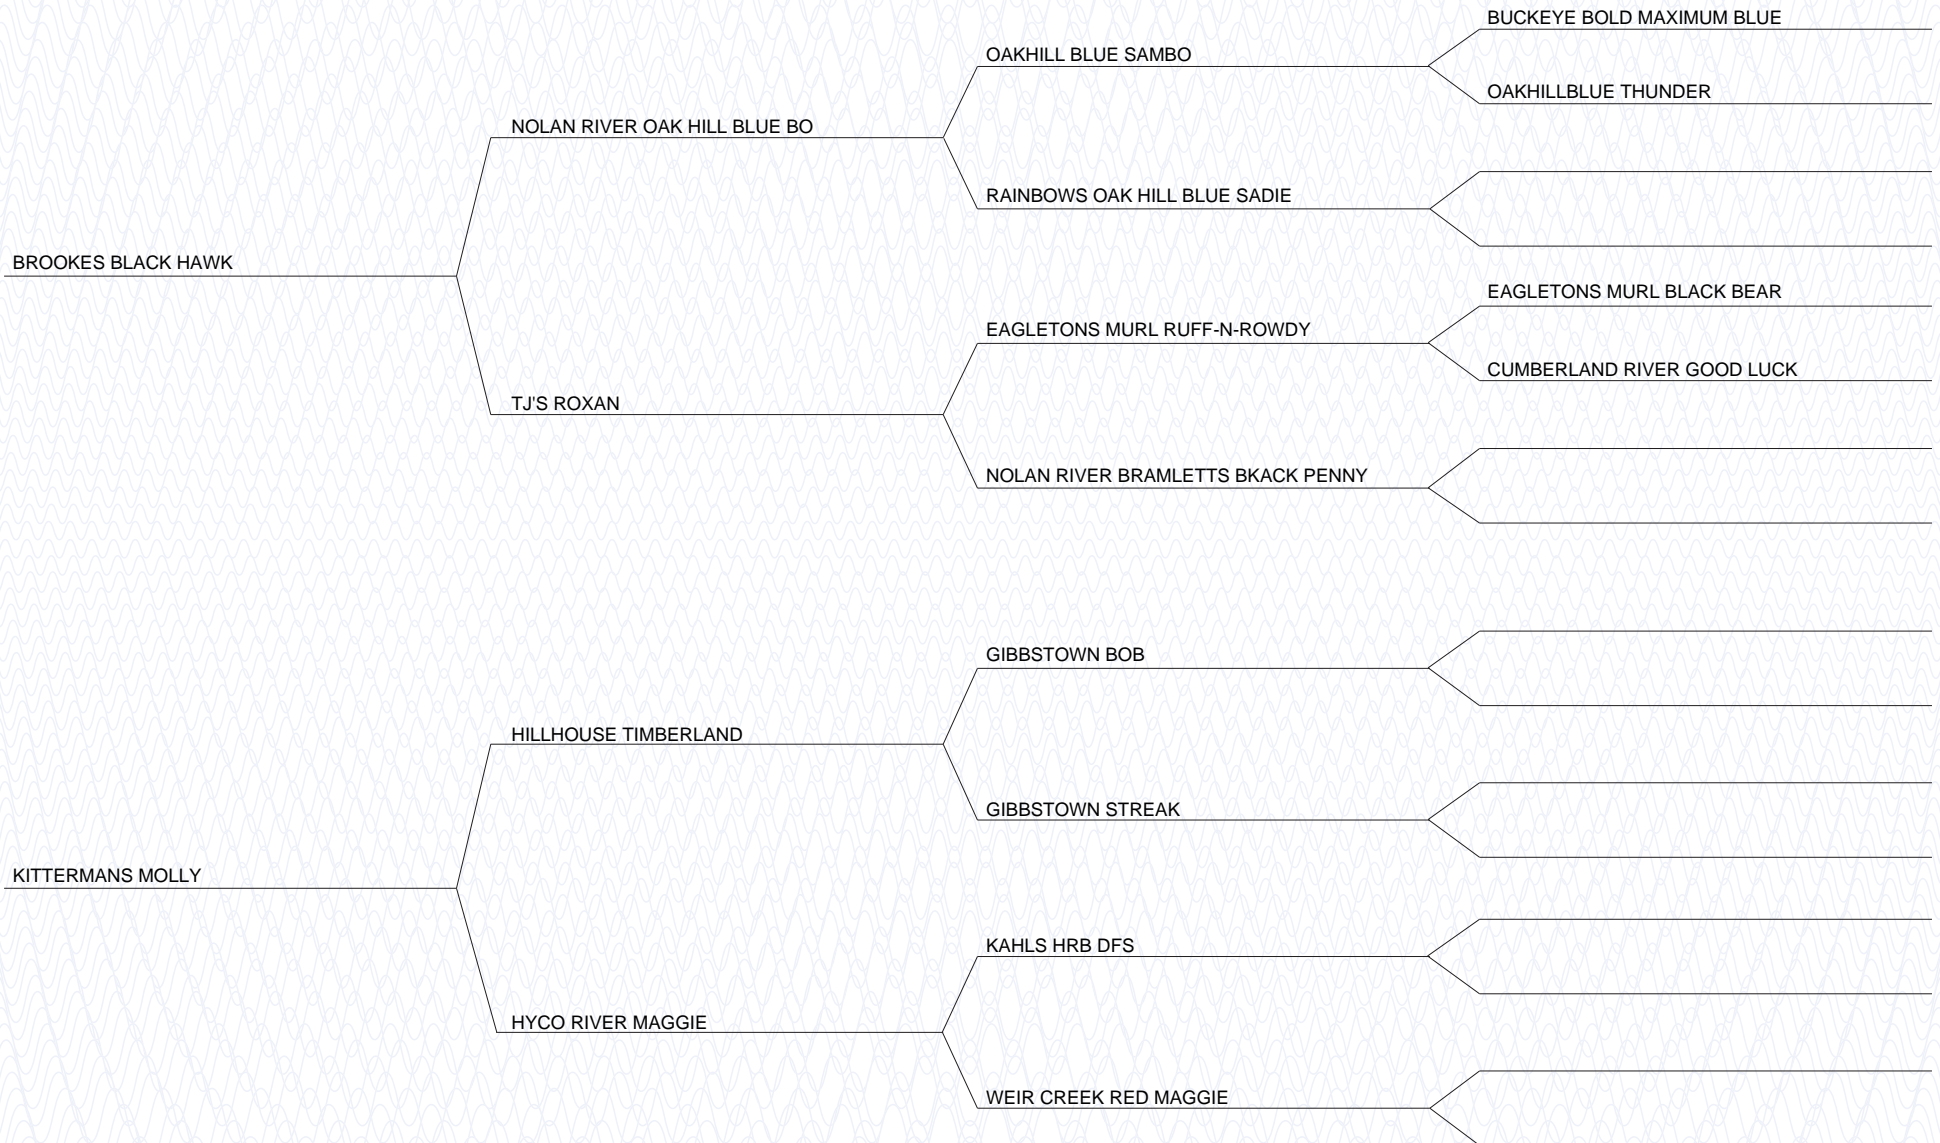 BUCKEYE BOLD MAXIMUM BLUE
OAKHILL BLUE SAMBO
OAKHILLBLUE THUNDER
NOLAN RIVER OAK HILL BLUE BO
RAINBOWS OAK HILL BLUE SADIE
BROOKES BLACK HAWK
EAGLETONS MURL BLACK BEAR
EAGLETONS MURL RUFF-N-ROWDY
CUMBERLAND RIVER GOOD LUCK
TJ'S ROXAN
NOLAN RIVER BRAMLETTS BKACK PENNY
GIBBSTOWN BOB
HILLHOUSE TIMBERLAND
GIBBSTOWN STREAK
KITTERMANS MOLLY
KAHLS HRB DFS
HYCO RIVER MAGGIE
WEIR CREEK RED MAGGIE